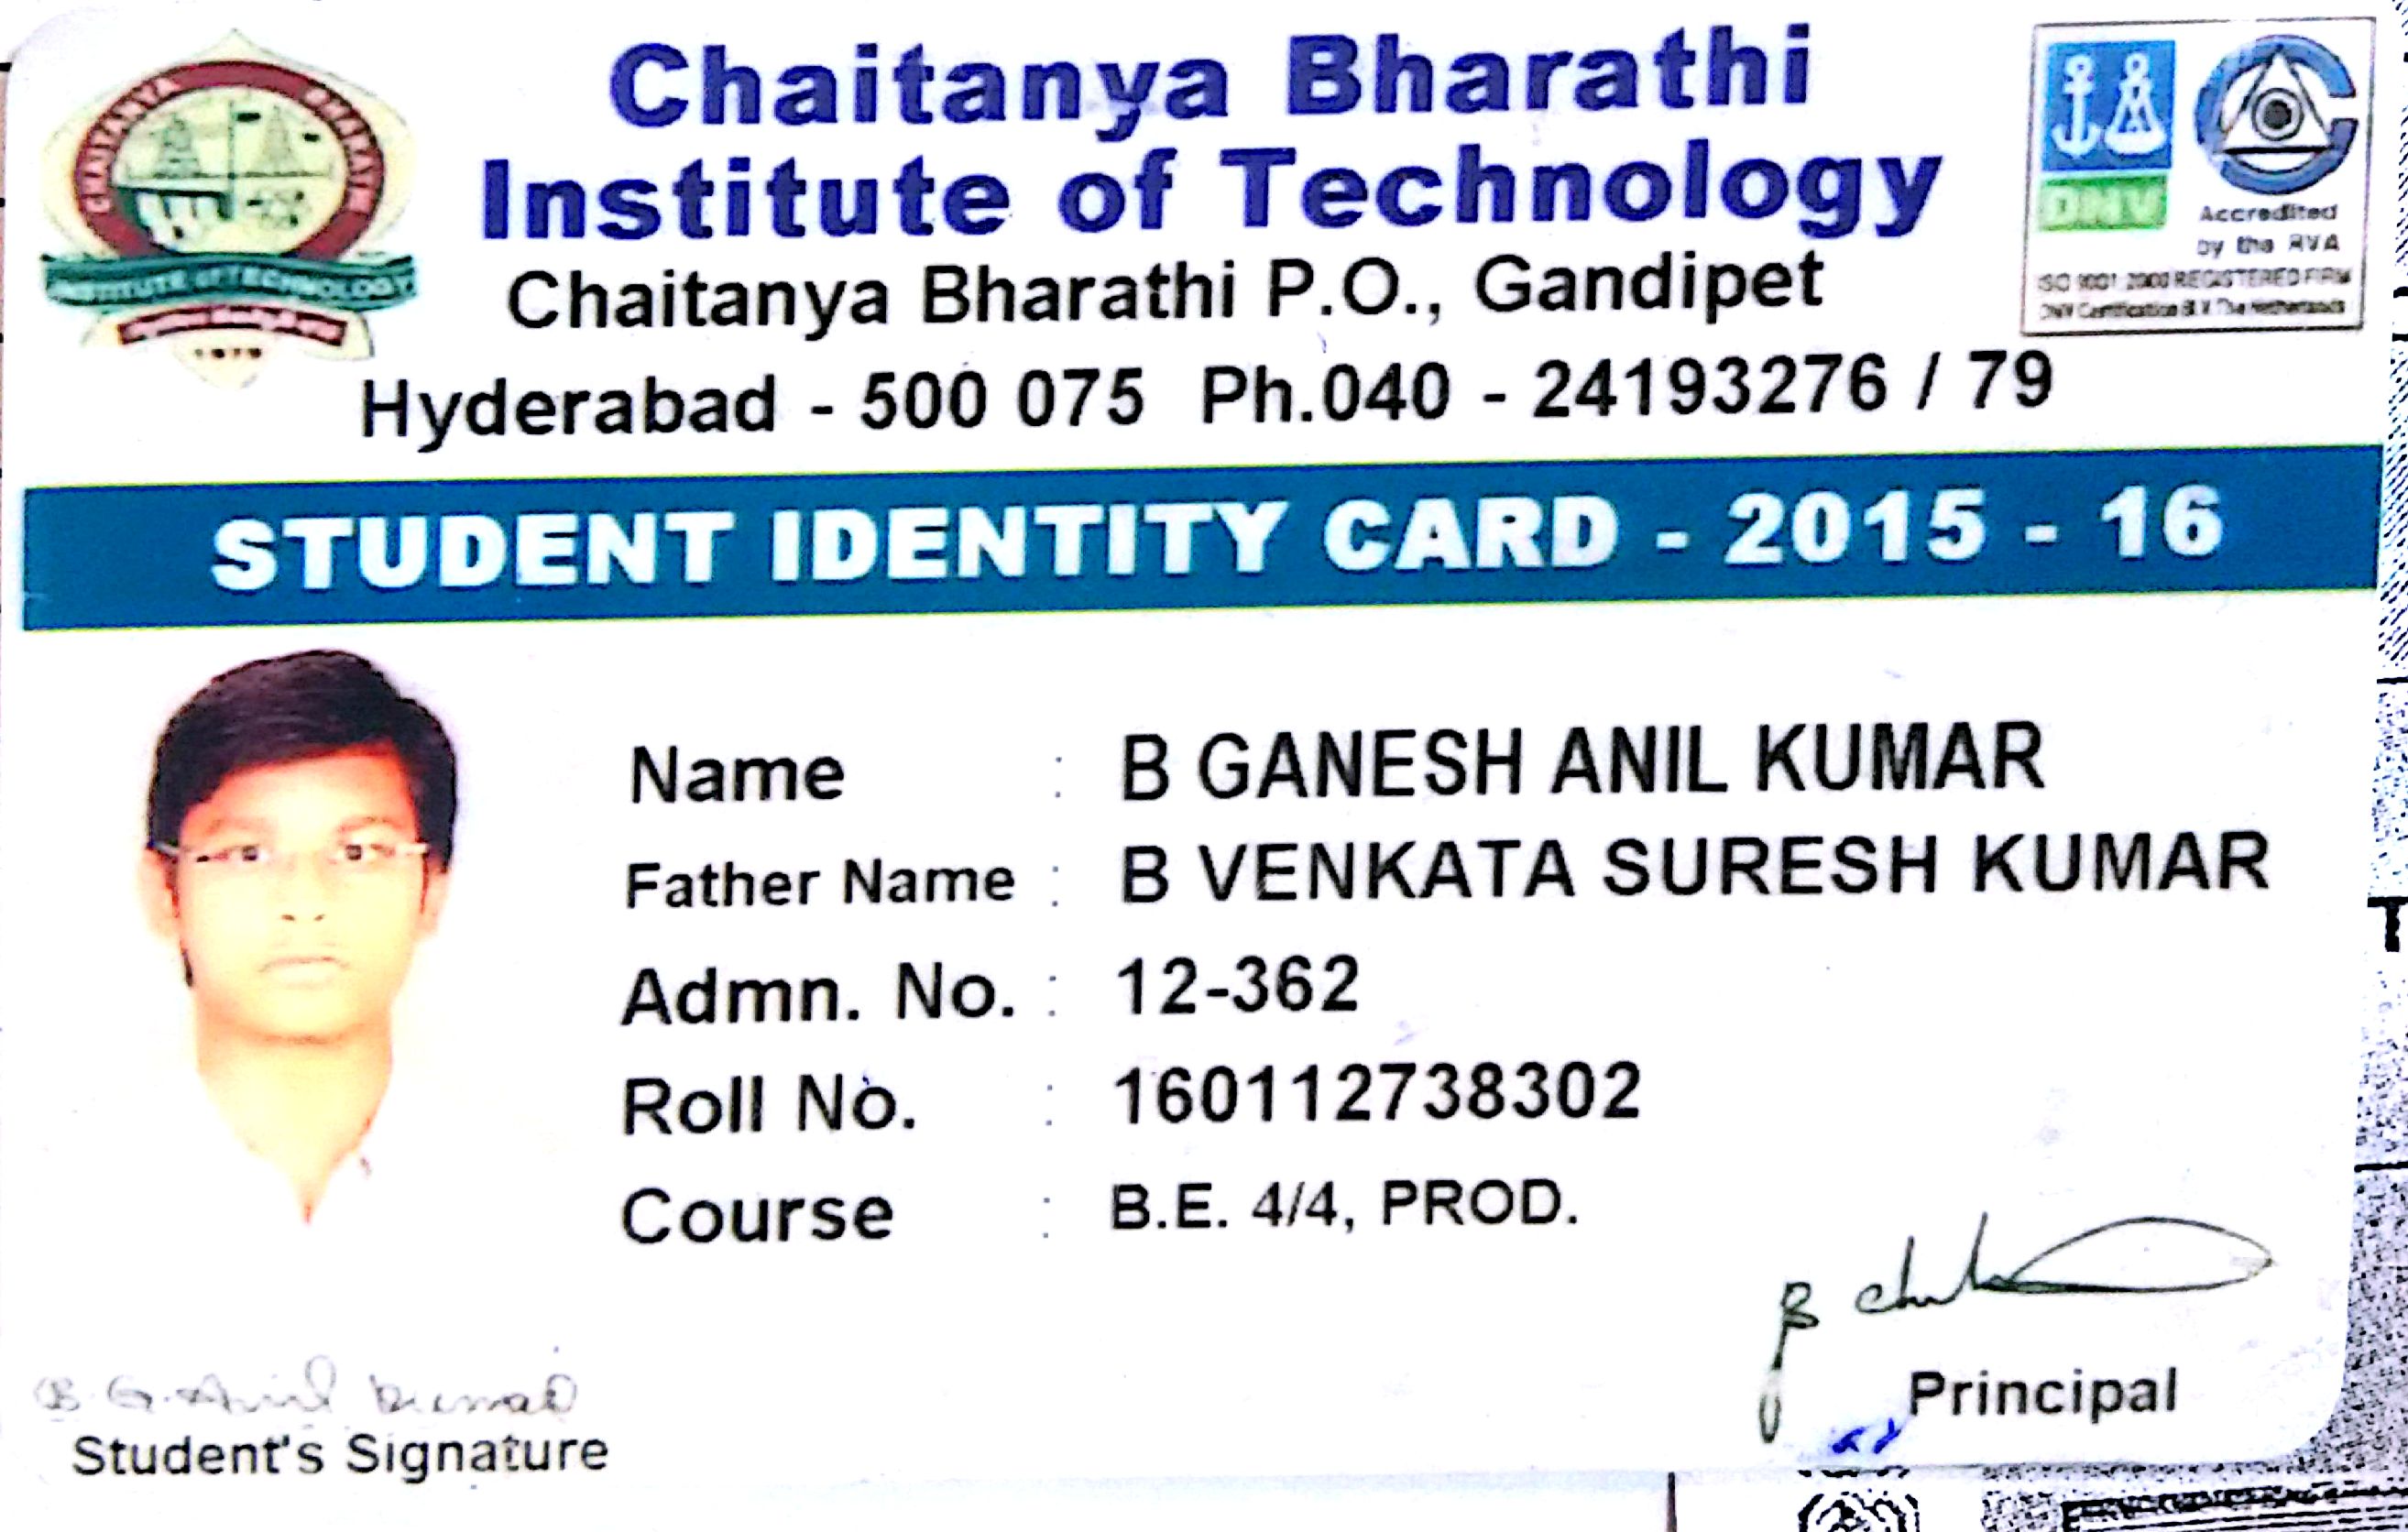 Chaitanya Bharathi
Institute of Technology
Chaitanya Bharathi P.O., Gandipet
Hyderabad - 500 075 Ph.040 - 24193276 / 79
CHAITANYA BHARATHI
INSTITUTE of TECHNOLOGY
1979
DNV
Accredited
by the RVA
ISO 9001:2000 REGISTERED FIRM
DNV Certification B.V. The Netherlands
STUDENT IDENTITY CARD - 2015 - 16
Name : B GANESH ANIL KUMAR
Father Name : B VENKATA SURESH KUMAR
Admn. No. : 12-362
Roll No. : 160112738302
Course : B.E. 4/4, PROD.
B. G. Anil Kumar
Student's Signature
Principal